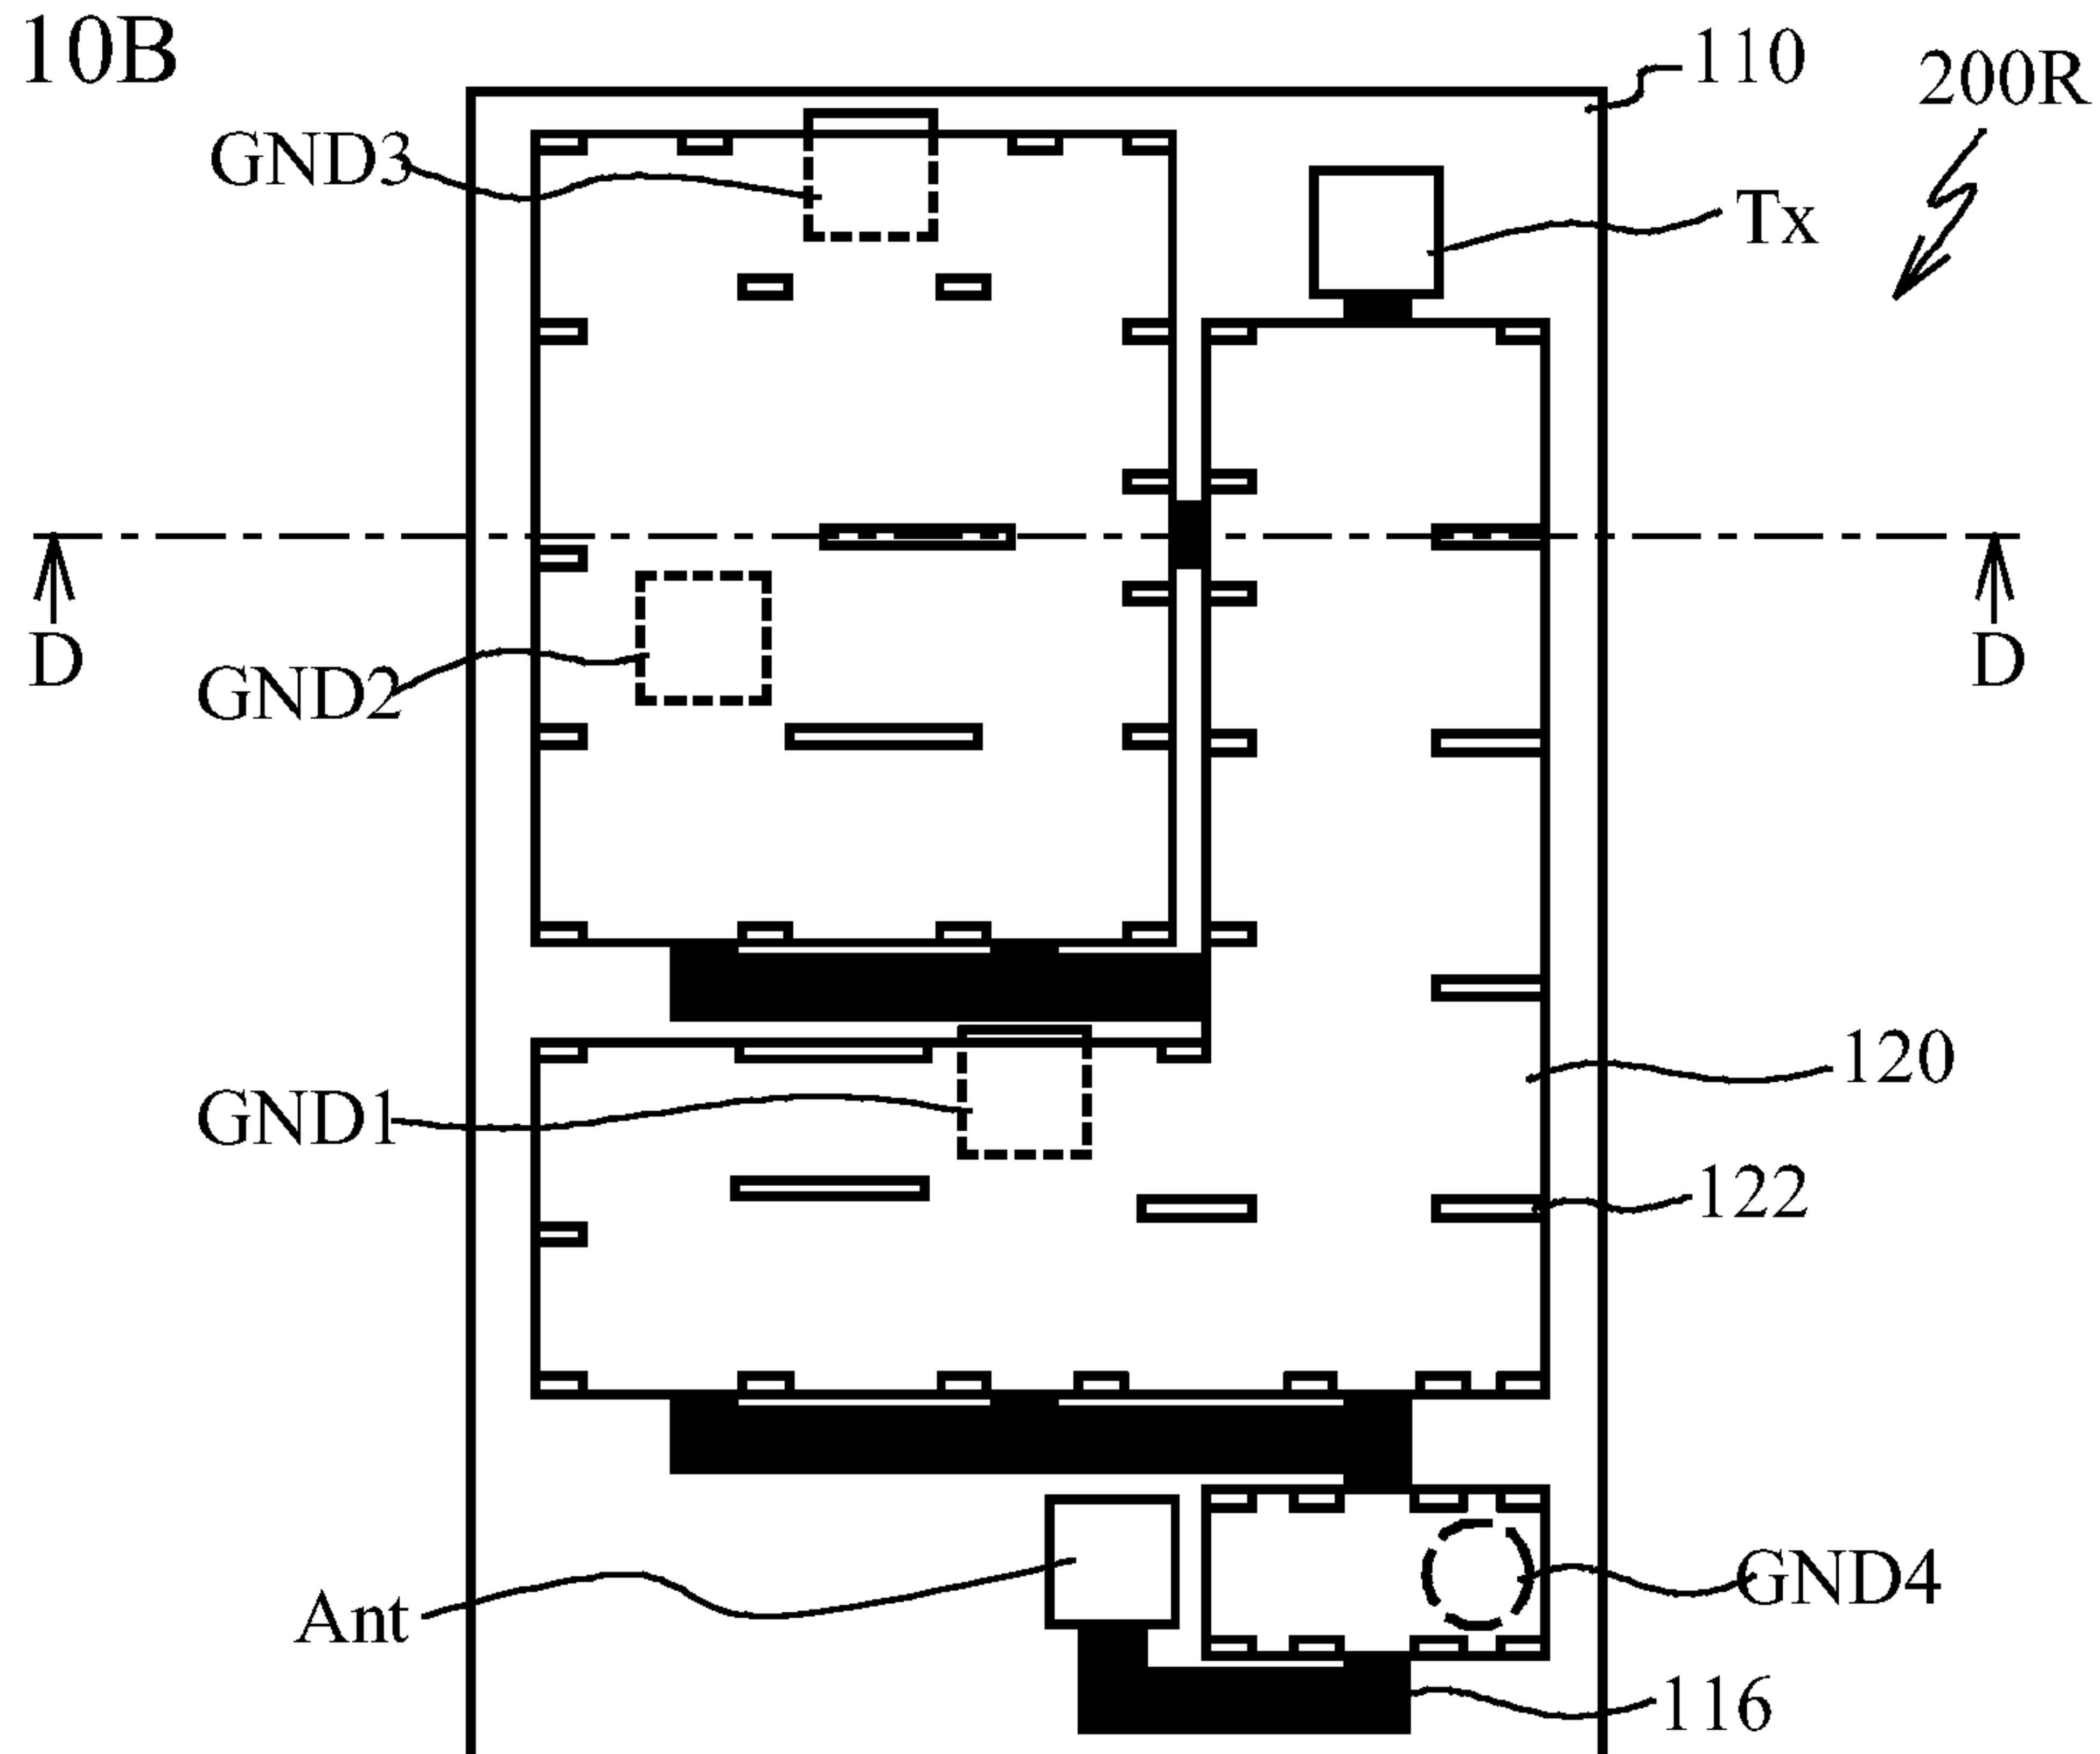 10B
110
200R
GND3
Tx
D
D
GND2
120
GND1
122
GND4
Ant
116